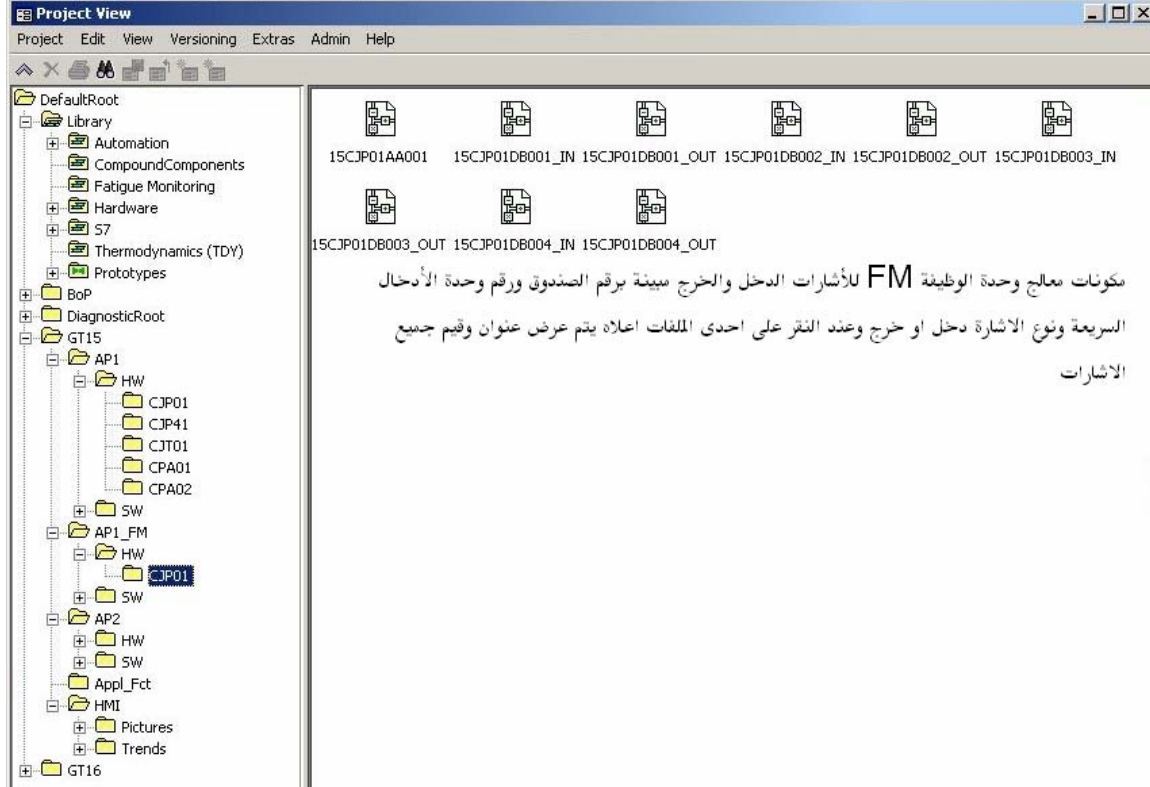 Project View
Project Edit View Versioning Extras Admin Help
DefaultRoot
Library
Automation
CompoundComponents
Fatigue Monitoring
Hardware
S7
Thermodynamics (TDY)
Prototypes
BoP
DiagnosticRoot
GT15
AP1
HW
CJP01
CJP41
CJT01
CPA01
CPA02
SW
AP1_FM
HW
CJP01
SW
AP2
HW
SW
Appl_Fct
HMI
Pictures
Trends
GT16
15CJP01AA001 15CJP01DB001_IN 15CJP01DB001_OUT 15CJP01DB002_IN 15CJP01DB002_OUT 15CJP01DB003_IN
15CJP01DB003_OUT 15CJP01DB004_IN 15CJP01DB004_OUT
مكونات معالج وحدة الوظيفة FM للأشارات الدخل والخرج مبينة برقم الصندوق ورقم وحدة الأدخال
السريعة ونوع الاشارة دخل او خرج وعند النقر على احدى الملفات اعلاه يتم عرض عنوان وقيم جميع
الاشارات